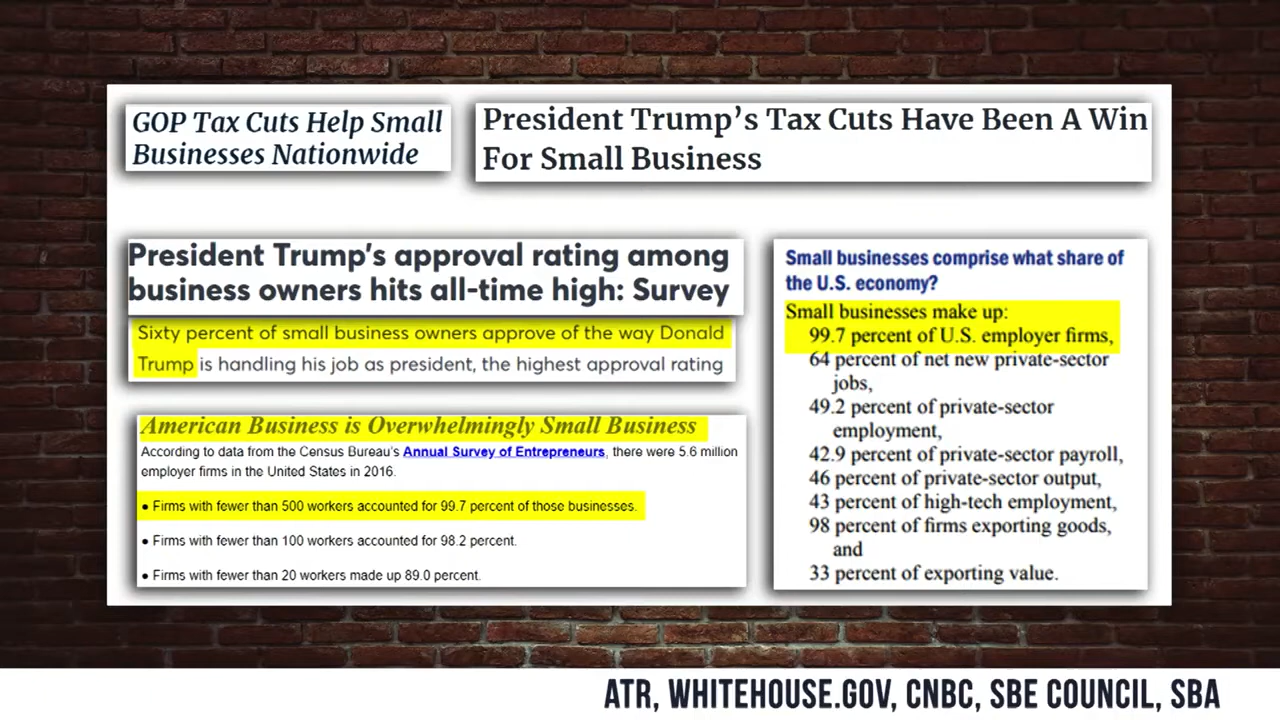 GOP Tax Cuts Help Small
Businesses Nationwide
President Trump's Tax Cuts Have Been A Win
For Small Business
President Trump's approval rating among
business owners hits all-time high: Survey
Sixty percent of small business owners approve of the way Donald
Trump is handling his job as president, the highest approval rating
American Business is Overwhelmingly Small Business
According to data from the Census Bureau's Annual Survey of Entrepreneurs, there were 5.6 million
employer firms in the United States in 2016.
● Firms with fewer than 500 workers accounted for 99.7 percent of those businesses.
● Firms with fewer than 100 workers accounted for 98.2 percent.
● Firms with fewer than 20 workers made up 89.0 percent.
Small businesses comprise what share of
the U.S. economy?
Small businesses make up:
99.7 percent of U.S. employer firms,
64 percent of net new private-sector
jobs,
49.2 percent of private-sector
employment,
42.9 percent of private-sector payroll,
46 percent of private-sector output,
43 percent of high-tech employment,
98 percent of firms exporting goods,
and
33 percent of exporting value.
ATR, WHITEHOUSE.GOV, CNBC, SBE COUNCIL, SBA